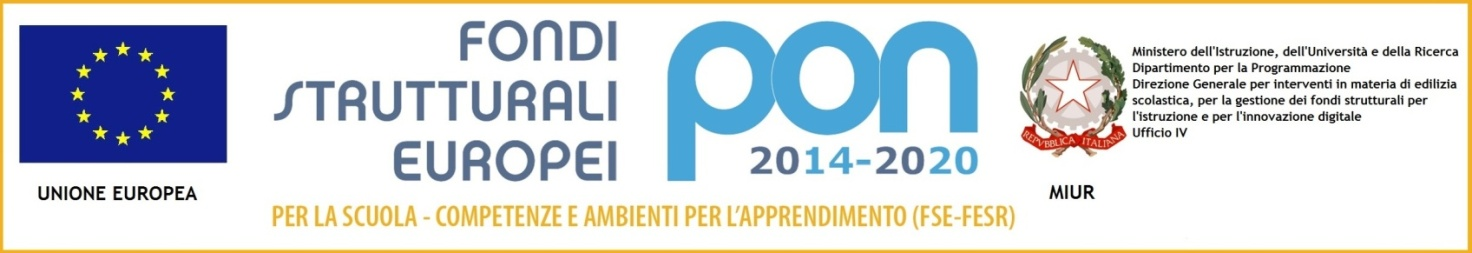 UNIONE EUROPEA
FONDI
STRUTTURALI
EUROPEI
pon
2014-2020
PER LA SCUOLA - COMPETENZE E AMBIENTI PER L'APPRENDIMENTO (FSE-FESR)
REPVBBLICA ITALIANA
MIUR
Ministero dell'Istruzione, dell'Università e della Ricerca
Dipartimento per la Programmazione
Direzione Generale per interventi in materia di edilizia
scolastica, per la gestione dei fondi strutturali per
l'istruzione e per l'innovazione digitale
Ufficio IV